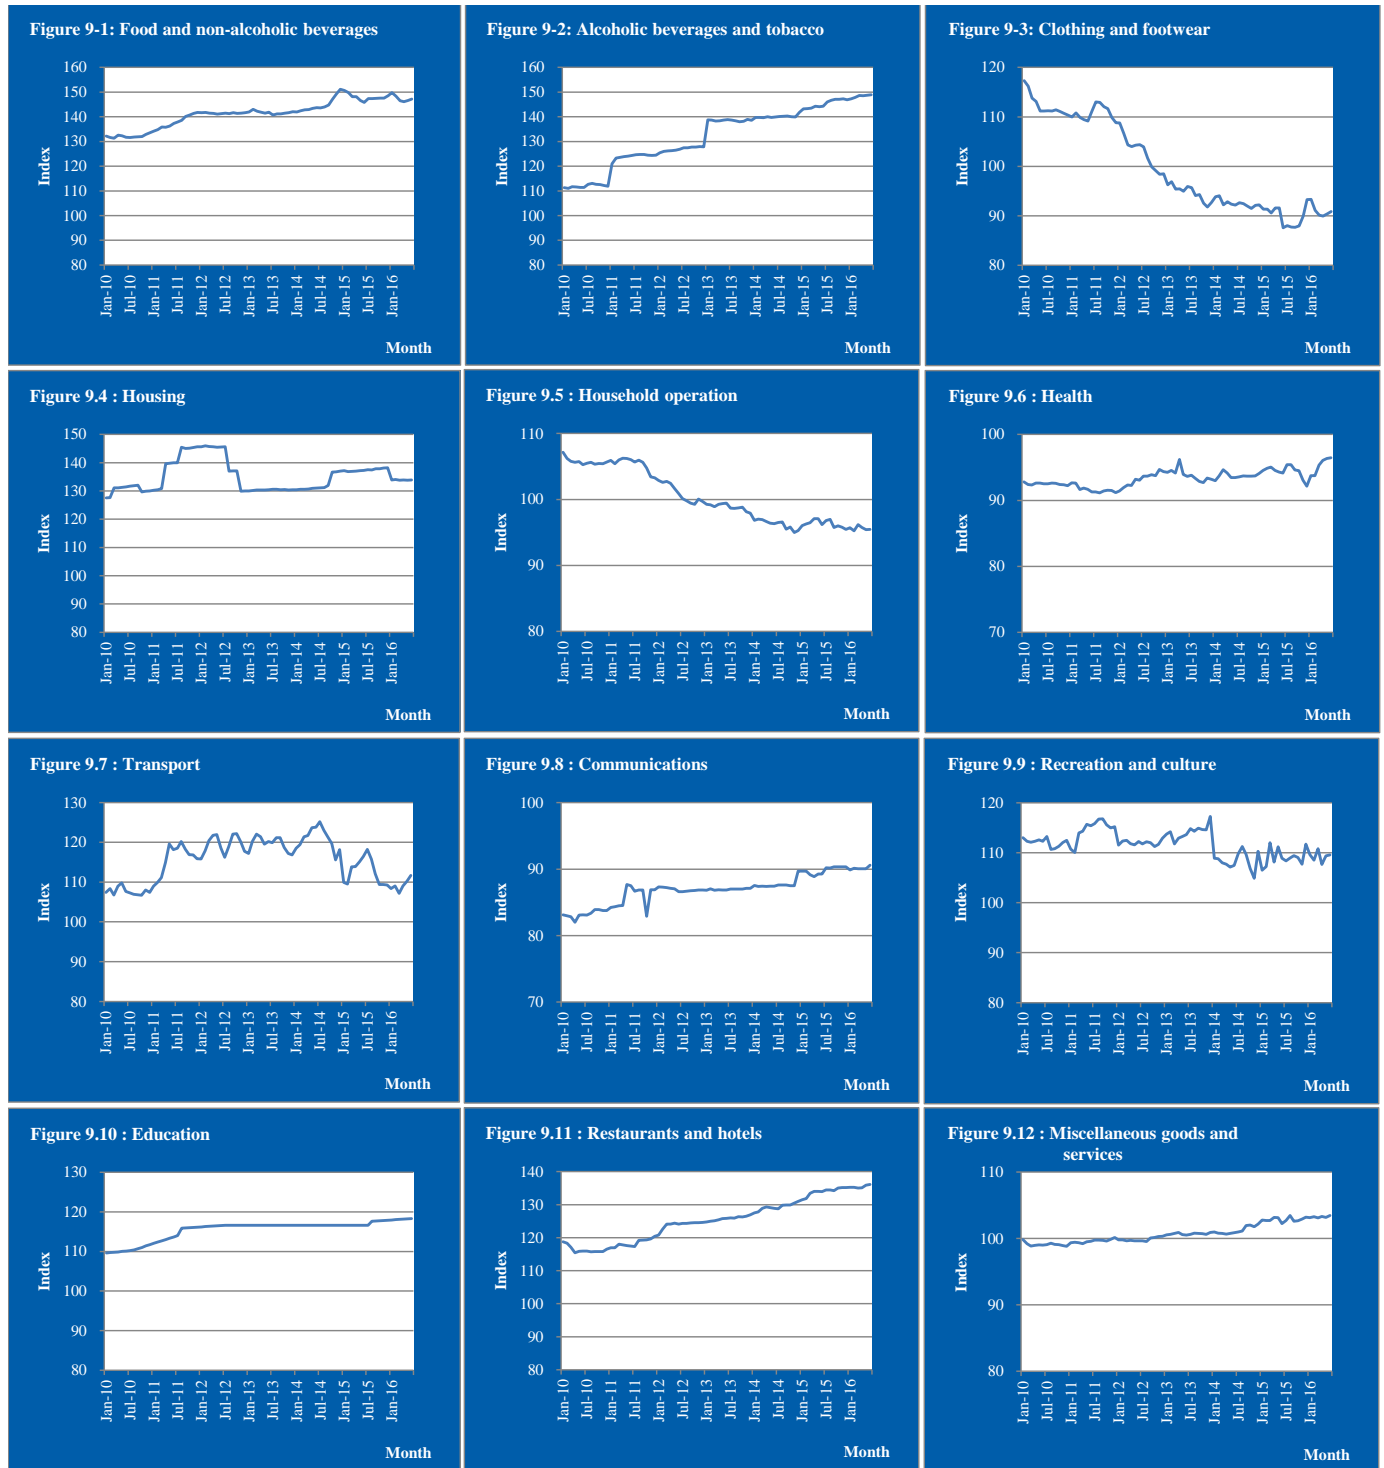 Figure 9-1: Food and non-alcoholic beverages
160
150
140
130
120
110
100
90
80
Index
Jan-10
Jul-10
Jan-11
Jul-11
Jan-12
Jul-12
Jan-13
Jul-13
Jan-14
Jul-14
Jan-15
Jul-15
Jan-16
Month
Figure 9-2: Alcoholic beverages and tobacco
160
150
140
130
120
110
100
90
80
Index
Jan-10
Jul-10
Jan-11
Jul-11
Jan-12
Jul-12
Jan-13
Jul-13
Jan-14
Jul-14
Jan-15
Jul-15
Jan-16
Month
Figure 9-3: Clothing and footwear
120
110
100
90
80
Index
Jan-10
Jul-10
Jan-11
Jul-11
Jan-12
Jul-12
Jan-13
Jul-13
Jan-14
Jul-14
Jan-15
Jul-15
Jan-16
Month
Figure 9.4 : Housing
150
140
130
120
110
100
90
80
Index
Jan-10
Jul-10
Jan-11
Jul-11
Jan-12
Jul-12
Jan-13
Jul-13
Jan-14
Jul-14
Jan-15
Jul-15
Jan-16
Month
Figure 9.5 : Household operation
110
100
90
80
Index
Jan-10
Jul-10
Jan-11
Jul-11
Jan-12
Jul-12
Jan-13
Jul-13
Jan-14
Jul-14
Jan-15
Jul-15
Jan-16
Month
Figure 9.6 : Health
100
90
80
70
Index
Jan-10
Jul-10
Jan-11
Jul-11
Jan-12
Jul-12
Jan-13
Jul-13
Jan-14
Jul-14
Jan-15
Jul-15
Jan-16
Month
Figure 9.7 : Transport
130
120
110
100
90
80
Index
Jan-10
Jul-10
Jan-11
Jul-11
Jan-12
Jul-12
Jan-13
Jul-13
Jan-14
Jul-14
Jan-15
Jul-15
Jan-16
Month
Figure 9.8 : Communications
100
90
80
70
Index
Jan-10
Jul-10
Jan-11
Jul-11
Jan-12
Jul-12
Jan-13
Jul-13
Jan-14
Jul-14
Jan-15
Jul-15
Jan-16
Month
Figure 9.9 : Recreation and culture
120
110
100
90
80
Index
Jan-10
Jul-10
Jan-11
Jul-11
Jan-12
Jul-12
Jan-13
Jul-13
Jan-14
Jul-14
Jan-15
Jul-15
Jan-16
Month
Figure 9.10 : Education
130
120
110
100
90
80
Index
Jan-10
Jul-10
Jan-11
Jul-11
Jan-12
Jul-12
Jan-13
Jul-13
Jan-14
Jul-14
Jan-15
Jul-15
Jan-16
Month
Figure 9.11 : Restaurants and hotels
140
130
120
110
100
90
80
Index
Jan-10
Jul-10
Jan-11
Jul-11
Jan-12
Jul-12
Jan-13
Jul-13
Jan-14
Jul-14
Jan-15
Jul-15
Jan-16
Month
Figure 9.12 : Miscellaneous goods and
services
110
100
90
80
Index
Jan-10
Jul-10
Jan-11
Jul-11
Jan-12
Jul-12
Jan-13
Jul-13
Jan-14
Jul-14
Jan-15
Jul-15
Jan-16
Month